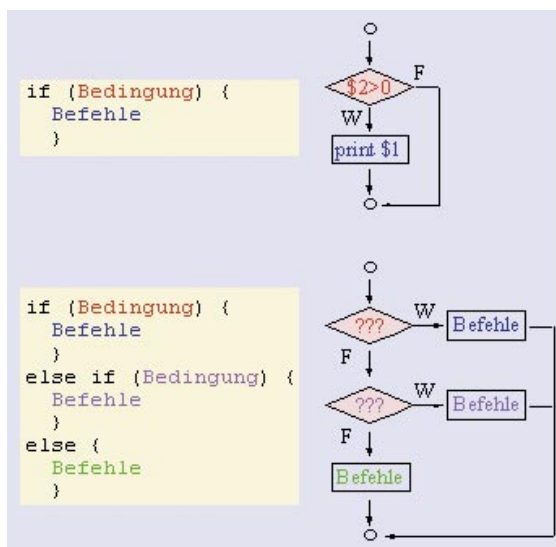 if (Bedingung) {
Befehle
}
F
$2>0
W
print $1
if (Bedingung) {
Befehle
}
else if (Bedingung) {
Befehle
}
else {
Befehle
}
??? W Befehle
F
??? W Befehle
F
Befehle